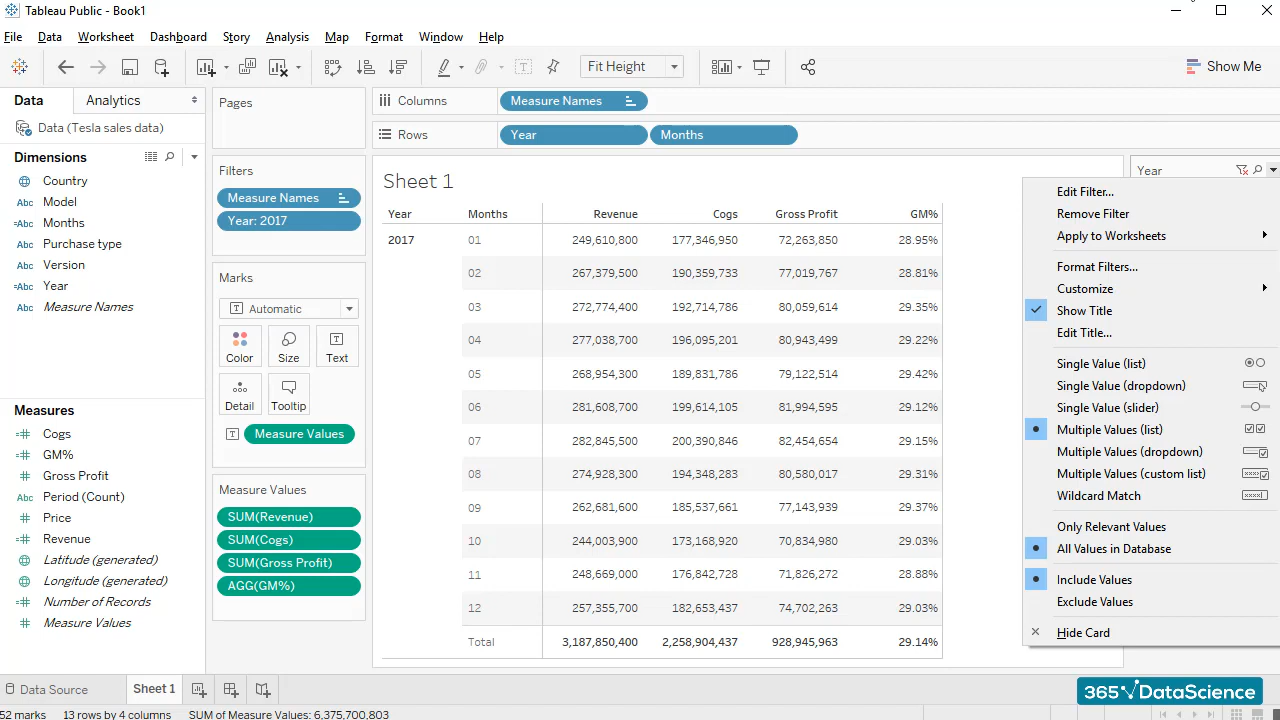 Tableau Public - Book1
File Data Worksheet Dashboard Story Analysis Map Format Window Help
Fit Height
Show Me
Data Analytics
Data (Tesla sales data)
Dimensions
Country
Abc Model
=Abc Months
Abc Purchase type
Abc Version
=Abc Year
Abc Measure Names
Measures
Cogs
GM%
Gross Profit
Abc Period (Count)
Price
Revenue
Latitude (generated)
Longitude (generated)
Number of Records
Measure Values
Pages
Filters
Measure Names
Year: 2017
Marks
T Automatic
Color Size Text
Detail Tooltip
T Measure Values
Measure Values
SUM(Revenue)
SUM(Cogs)
SUM(Gross Profit)
AGG(GM%)
Columns Measure Names
Rows Year Months
Sheet 1
Year Months Revenue Cogs Gross Profit GM%
2017 01 249,610,800 177,346,950 72,263,850 28.95%
02 267,379,500 190,359,733 77,019,767 28.81%
03 272,774,400 192,714,786 80,059,614 29.35%
04 277,038,700 196,095,201 80,943,499 29.22%
05 268,954,300 189,831,786 79,122,514 29.42%
06 281,608,700 199,614,105 81,994,595 29.12%
07 282,845,500 200,390,846 82,454,654 29.15%
08 274,928,300 194,348,283 80,580,017 29.31%
09 262,681,600 185,537,661 77,143,939 29.37%
10 244,003,900 173,168,920 70,834,980 29.03%
11 248,669,000 176,842,728 71,826,272 28.88%
12 257,355,700 182,653,437 74,702,263 29.03%
Total 3,187,850,400 2,258,904,437 928,945,963 29.14%
Year
Edit Filter...
Remove Filter
Apply to Worksheets
Format Filters...
Customize
Show Title
Edit Title...
Single Value (list)
Single Value (dropdown)
Single Value (slider)
Multiple Values (list)
Multiple Values (dropdown)
Multiple Values (custom list)
Wildcard Match
Only Relevant Values
All Values in Database
Include Values
Exclude Values
Hide Card
Data Source Sheet 1
365 DataScience
52 marks 13 rows by 4 columns SUM of Measure Values: 6,375,700,803